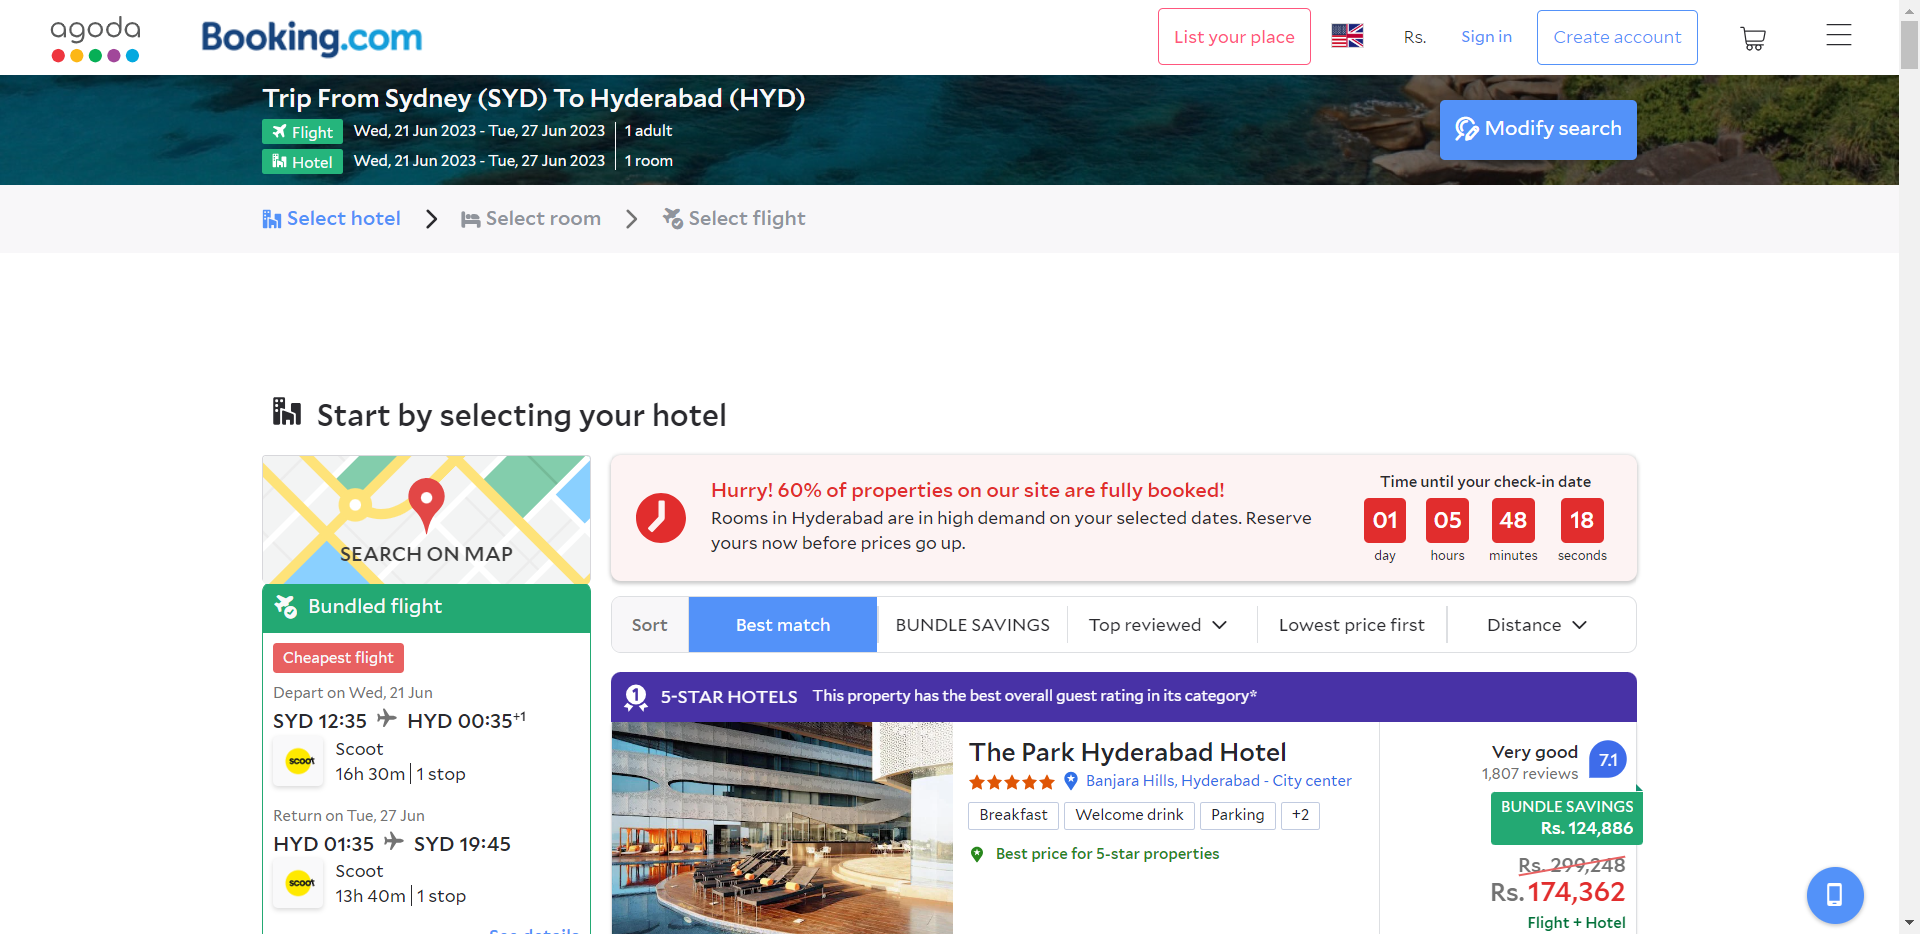 agoda
Booking.com
List your place
Rs.
Sign in
Create account
Trip From Sydney (SYD) To Hyderabad (HYD)
Flight
Wed, 21 Jun 2023 - Tue, 27 Jun 2023
1 adult
Hotel
Wed, 21 Jun 2023 - Tue, 27 Jun 2023
1 room
Modify search
Select hotel
Select room
Select flight
Start by selecting your hotel
SEARCH ON MAP
Hurry! 60% of properties on our site are fully booked!
Rooms in Hyderabad are in high demand on your selected dates. Reserve
yours now before prices go up.
Time until your check-in date
01 05 48 18
day hours minutes seconds
Bundled flight
Cheapest flight
Depart on Wed, 21 Jun
SYD 12:35 HYD 00:35+1
scoot
Scoot
16h 30m 1 stop
Return on Tue, 27 Jun
HYD 01:35 SYD 19:45
scoot
Scoot
13h 40m 1 stop
See details
Sort
Best match
BUNDLE SAVINGS
Top reviewed
Lowest price first
Distance
1
5-STAR HOTELS This property has the best overall guest rating in its category*
The Park Hyderabad Hotel
Banjara Hills, Hyderabad - City center
Breakfast
Welcome drink
Parking
+2
Best price for 5-star properties
Very good
1,807 reviews
7.1
BUNDLE SAVINGS
Rs. 124,886
Rs. 299,248
Rs. 174,362
Flight + Hotel